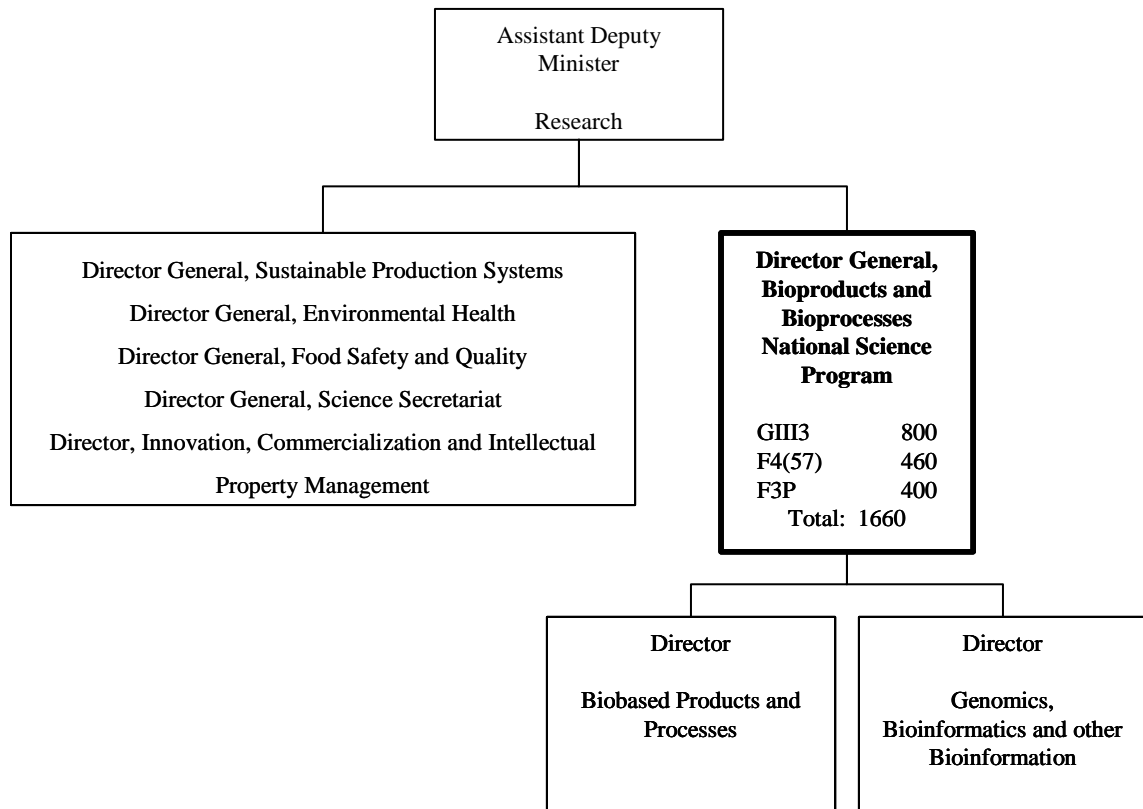 Assistant Deputy
Minister
Research
Director General, Sustainable Production Systems
Director General, Environmental Health
Director General, Food Safety and Quality
Director General, Science Secretariat
Director, Innovation, Commercialization and Intellectual
Property Management
Director General,
Bioproducts and
Bioprocesses
National Science
Program
GIII3 800
F4(57) 460
F3P 400
Total: 1660
Director
Biobased Products and
Processes
Director
Genomics,
Bioinformatics and other
Bioinformation